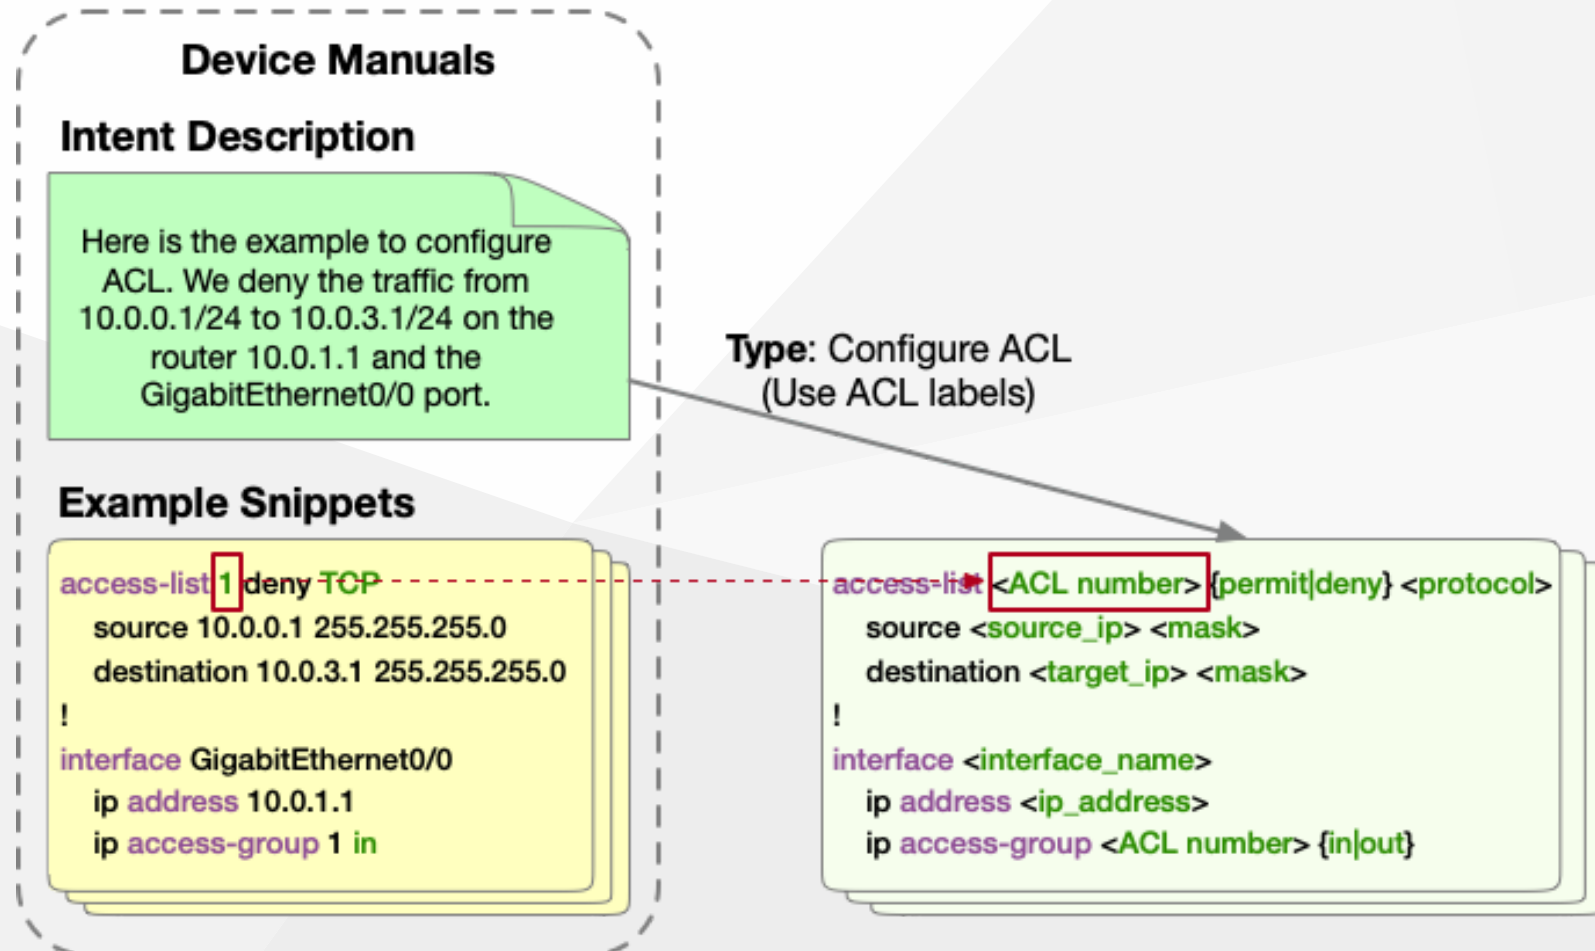 Device Manuals
Intent Description
Here is the example to configure
ACL. We deny the traffic from
10.0.0.1/24 to 10.0.3.1/24 on the
router 10.0.1.1 and the
GigabitEthernet0/0 port.
Type: Configure ACL
(Use ACL labels)
Example Snippets
access-list 1 deny TCP
source 10.0.0.1 255.255.255.0
destination 10.0.3.1 255.255.255.0
!
interface GigabitEthernet0/0
ip address 10.0.1.1
ip access-group 1 in
access-list <ACL number> {permit|deny} <protocol>
source <source_ip> <mask>
destination <target_ip> <mask>
!
interface <interface_name>
ip address <ip_address>
ip access-group <ACL number> {in|out}